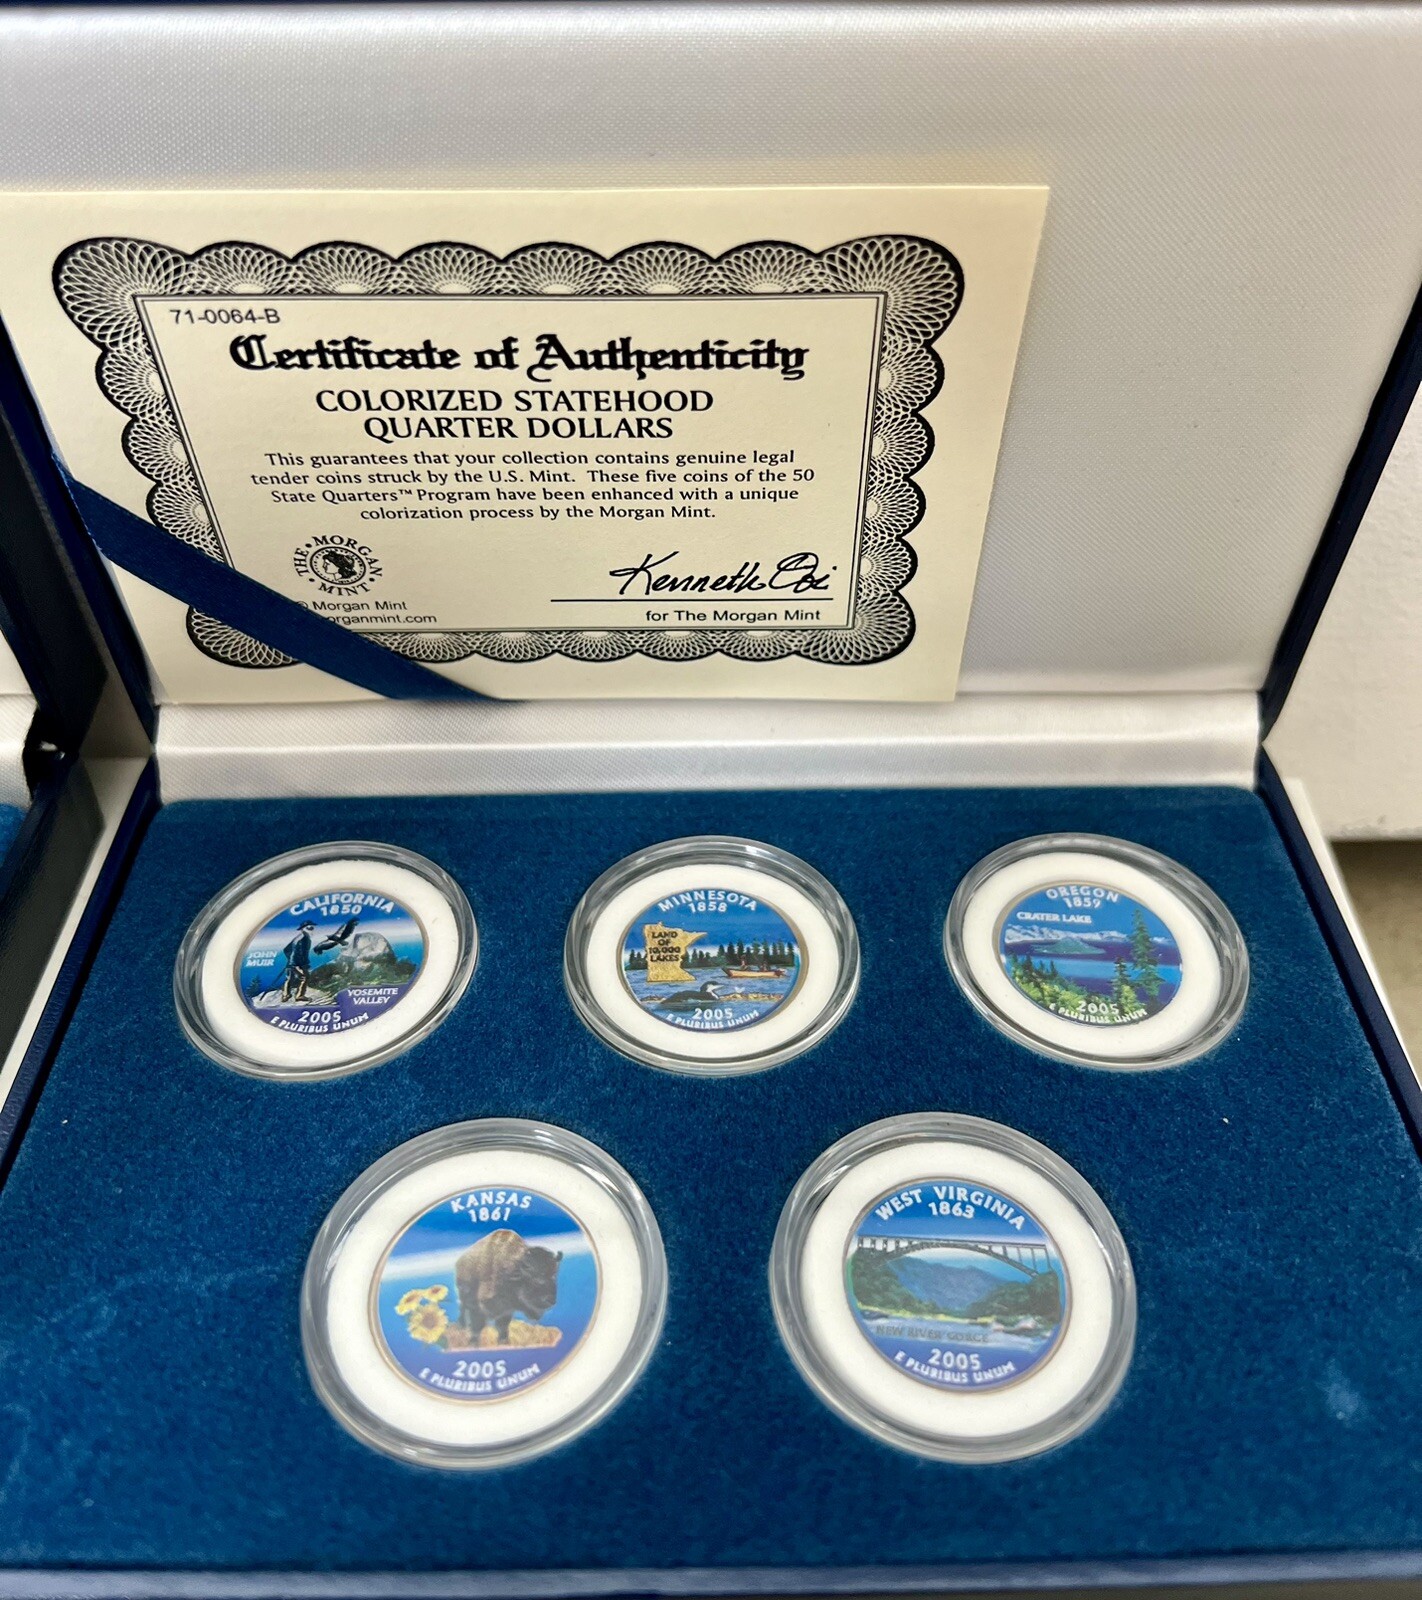 71-0064-B
Certificate of Authenticity
COLORIZED STATEHOOD
QUARTER DOLLARS
This guarantees that your collection contains genuine legal
tender coins struck by the U.S. Mint. These five coins of the 50
State Quarters™ Program have been enhanced with a unique
colorization process by the Morgan Mint.
THE • MORGAN • MINT
Morgan Mint
Kenneth
for The Morgan Mint
CALIFORNIA
1850
JOHN
MUIR
YOSEMITE
VALLEY
2005
E PLURIBUS UNUM
MINNESOTA
1858
LAND
OF
10,000
LAKES
2005
E PLURIBUS UNUM
OREGON
1859
CRATER LAKE
2005
E PLURIBUS UNUM
KANSAS
1861
2005
E PLURIBUS UNUM
WEST VIRGINIA
1863
NEW RIVER GORGE
2005
E PLURIBUS UNUM